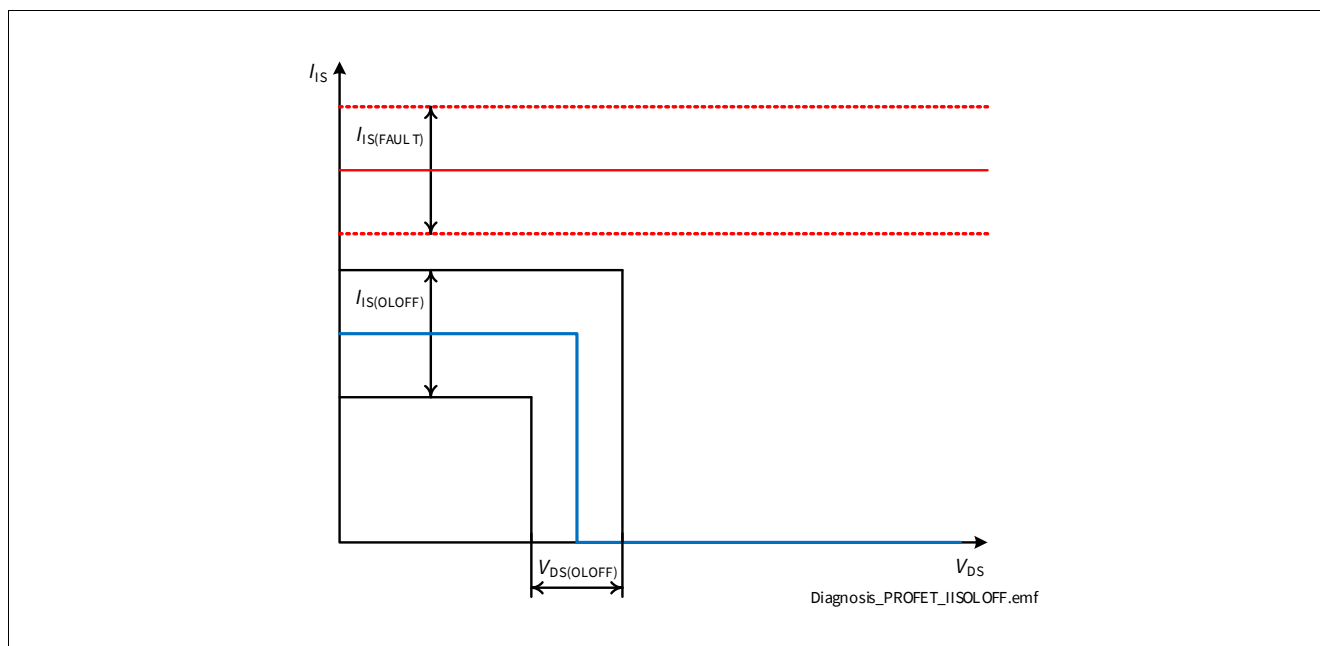 IIS
IIS(FAULT)
IIS(OLOFF)
VDS(OLOFF)
VDS
Diagnosis_PROFET_IISOLOFF.emf